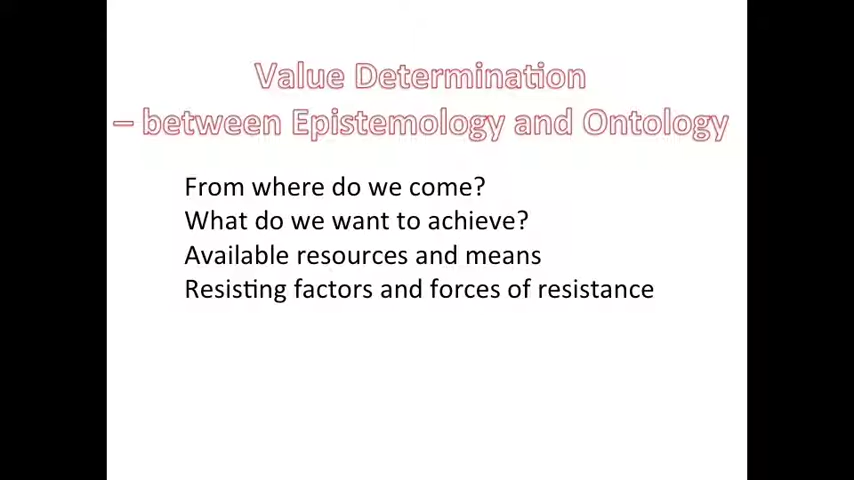 Value Determination
– between Epistemology and Ontology
From where do we come?
What do we want to achieve?
Available resources and means
Resisting factors and forces of resistance